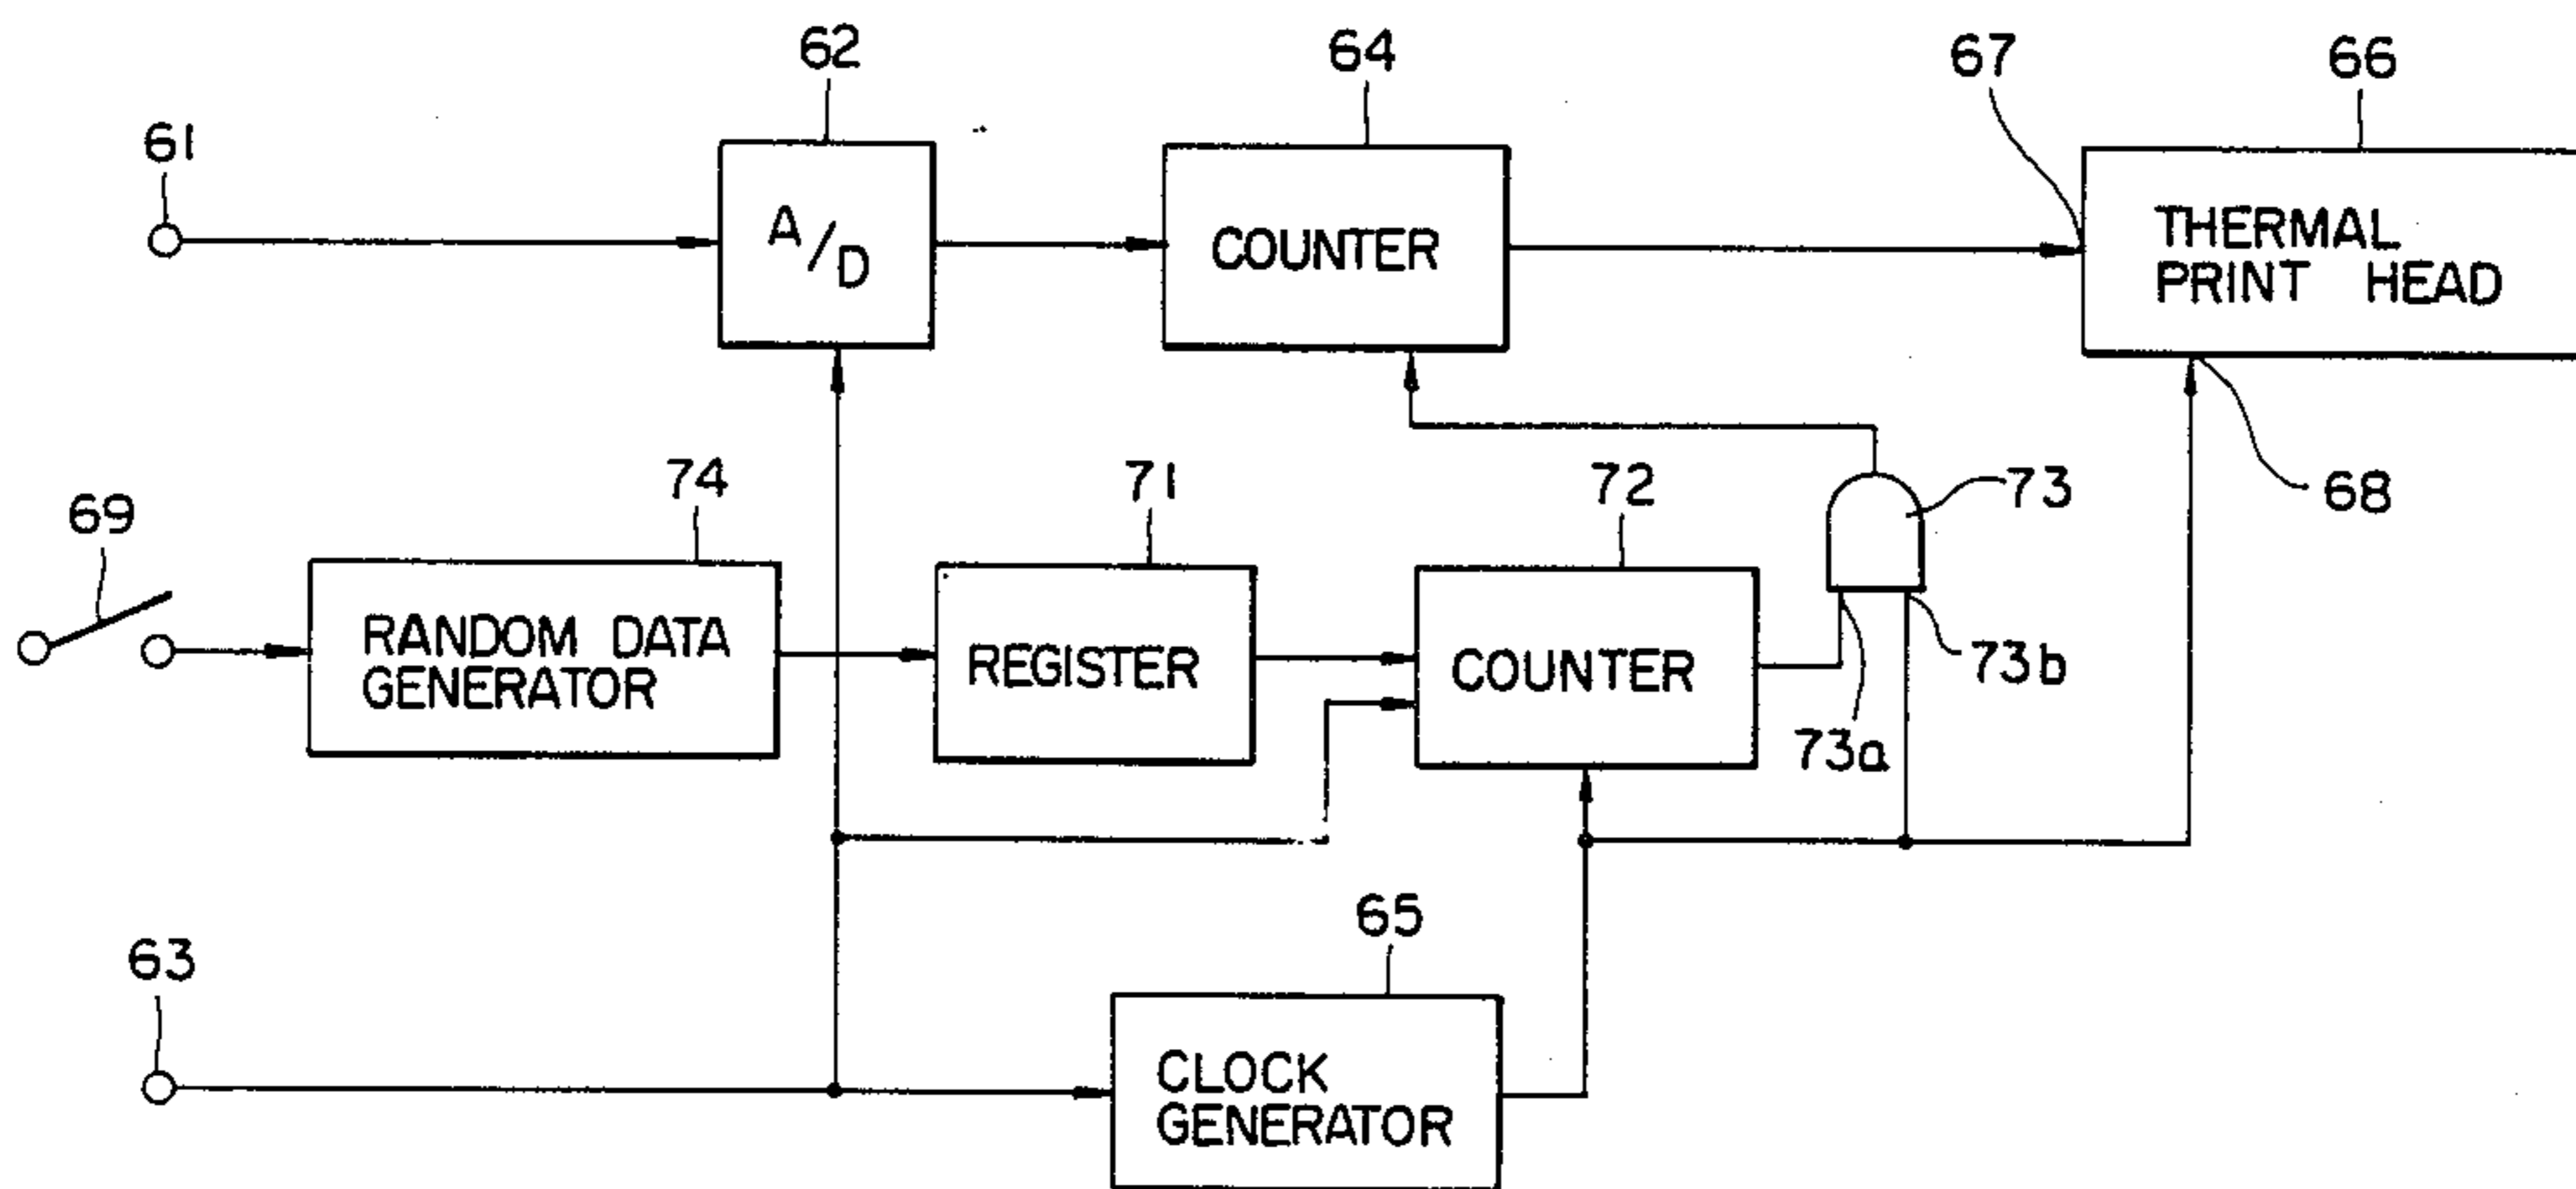 62
64
67
66
61
A/D
COUNTER
THERMAL
PRINT HEAD
69
74
71
72
73
68
RANDOM DATA
GENERATOR
REGISTER
COUNTER
73b
73a
63
65
CLOCK
GENERATOR